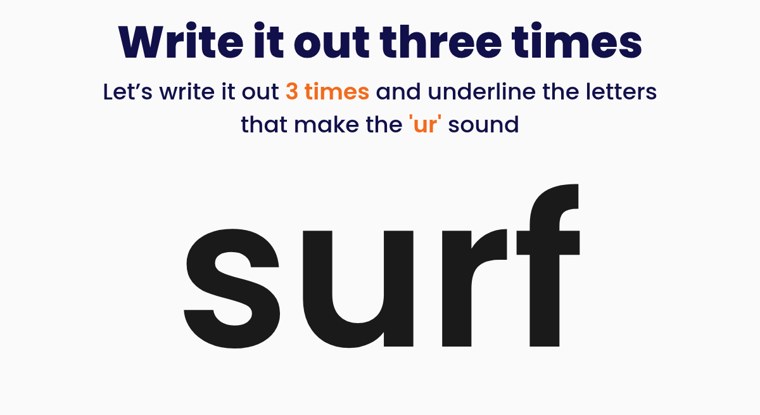 Write it out three times
Let’s write it out 3 times and underline the letters
that make the 'ur' sound
surf